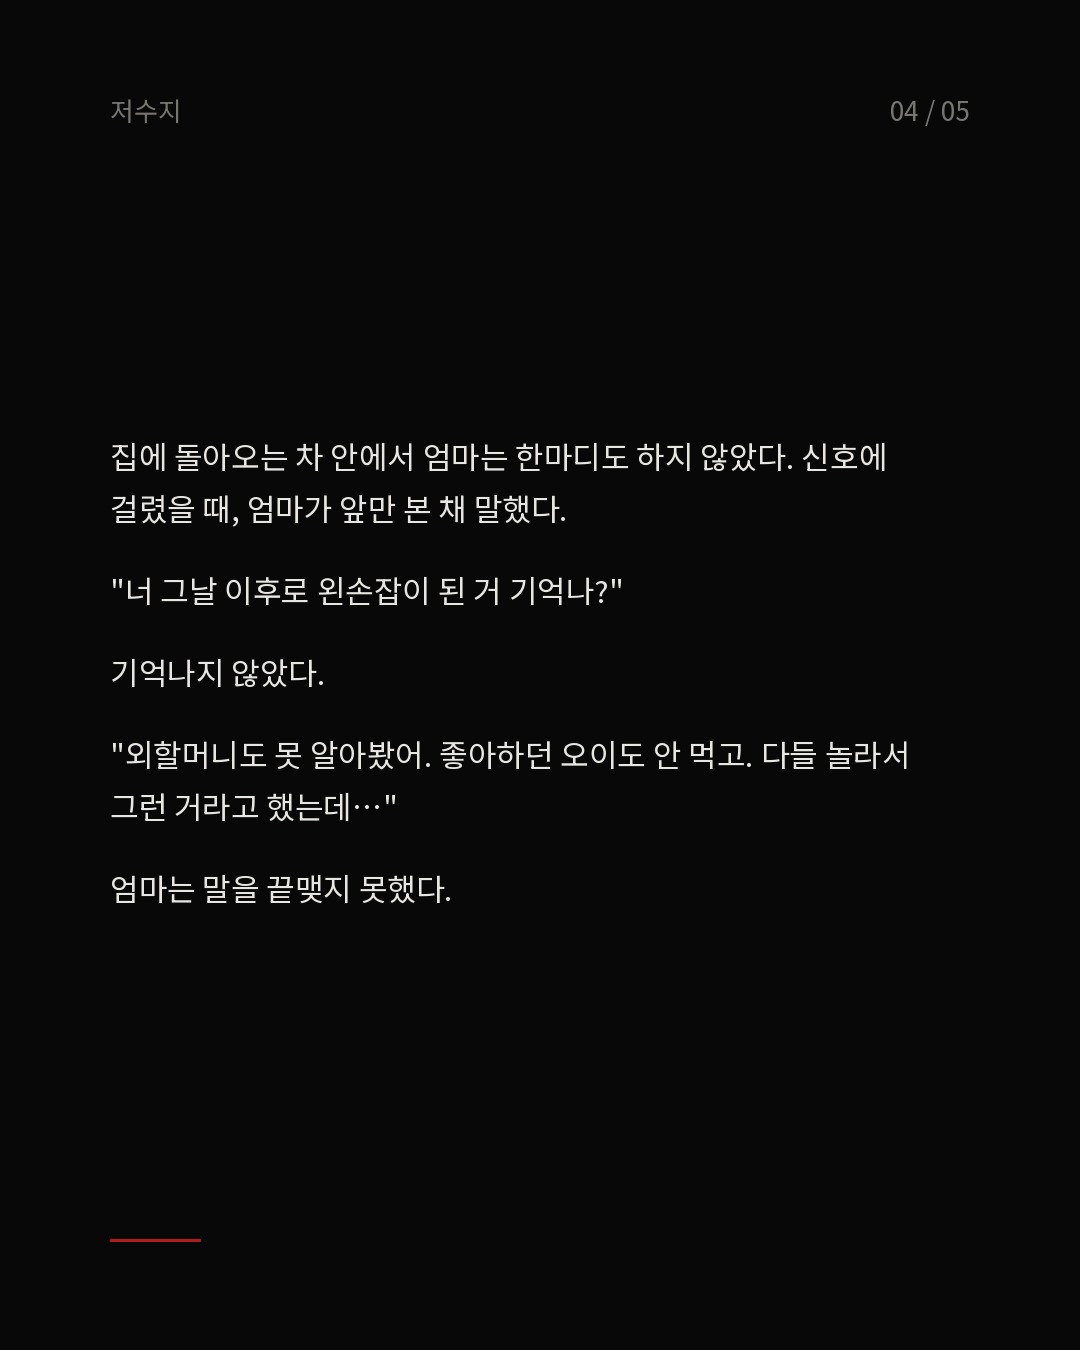 저수지
04 / 05
집에 돌아오는 차 안에서 엄마는 한마디도 하지 않았다. 신호에
걸렸을 때, 엄마가 앞만 본 채 말했다.
"너 그날 이후로 왼손잡이 된 거 기억나?"
기억나지 않았다.
"외할머니도 못 알아봤어. 좋아하던 오이도 안 먹고. 다들 놀라서
그런 거라고 했는데…"
엄마는 말을 끝맺지 못했다.